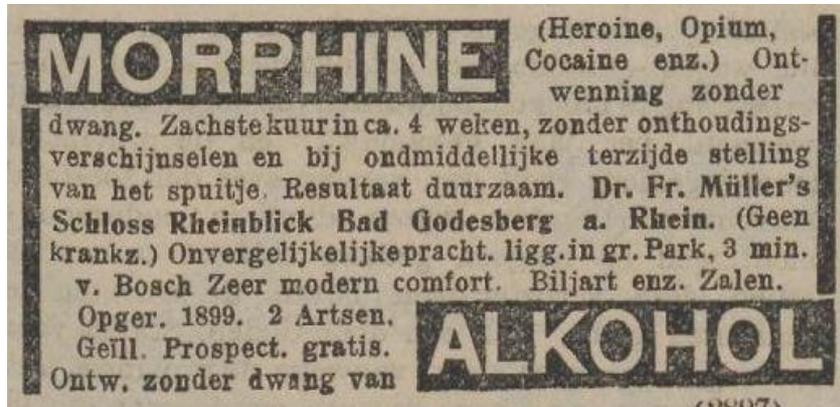 MORPHINE (Heroine, Opium,
Cocaine enz.) Ont-
wenning zonder
dwang. Zachste kuur in ca. 4 weken, zonder onthoudings-
verschijnselen en bij ondmiddellijke terzijde stelling
van het spuitje. Resultaat duurzaam. Dr. Fr. Müller's
Schloss Rheinblick Bad Godesberg a. Rhein. (Geen
krankz.) Onvergelijkelijke pracht. ligg. in gr. Park, 3 min.
v. Bosch Zeer modern comfort. Biljart enz. Zalen.
Opger. 1899. 2 Artsen.
Geïll. Prospect. gratis.
Ontw. zonder dwang van ALKOHOL